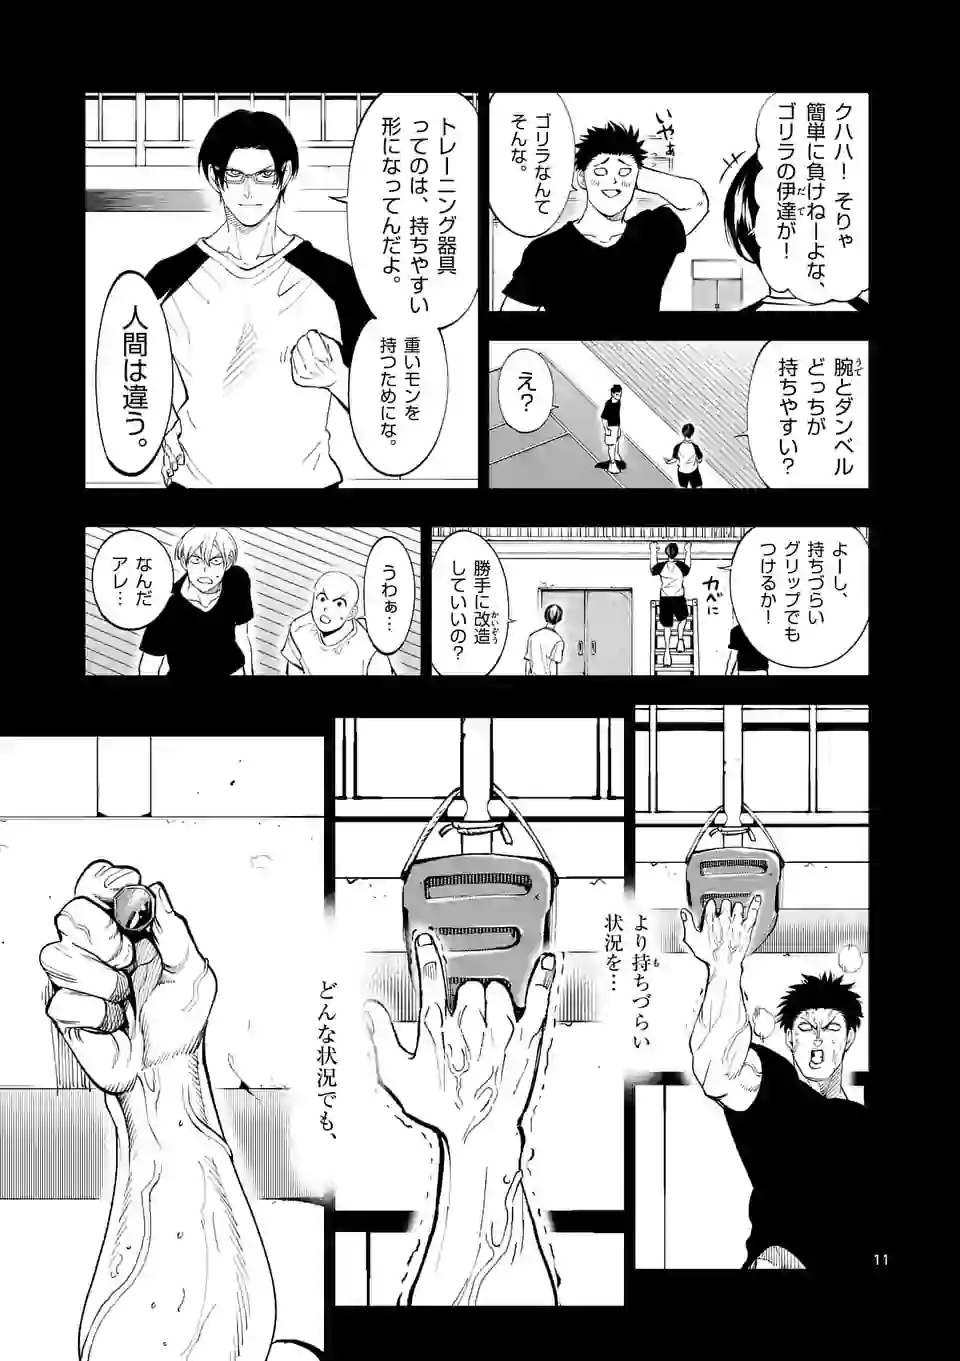 クハハ！そりゃ
簡単に負けねーよな、
ゴリラの伊達が！
いやぁ
ゴリラなんて
そんな。
腕とダンベル
どっちが
持ちやすい？
え？
トレーニング器具
ってのは、持ちやすい
形になってんだよ。
重いモンを
持つためにな。
人間は違う。
よーし、
持ちづらい
グリップでも
つけるか！
カベに
勝手に改造
していいの？
うわぁ…
なんだ
アレ…
より持ちづらい
状況を…
どんな状況でも、
11